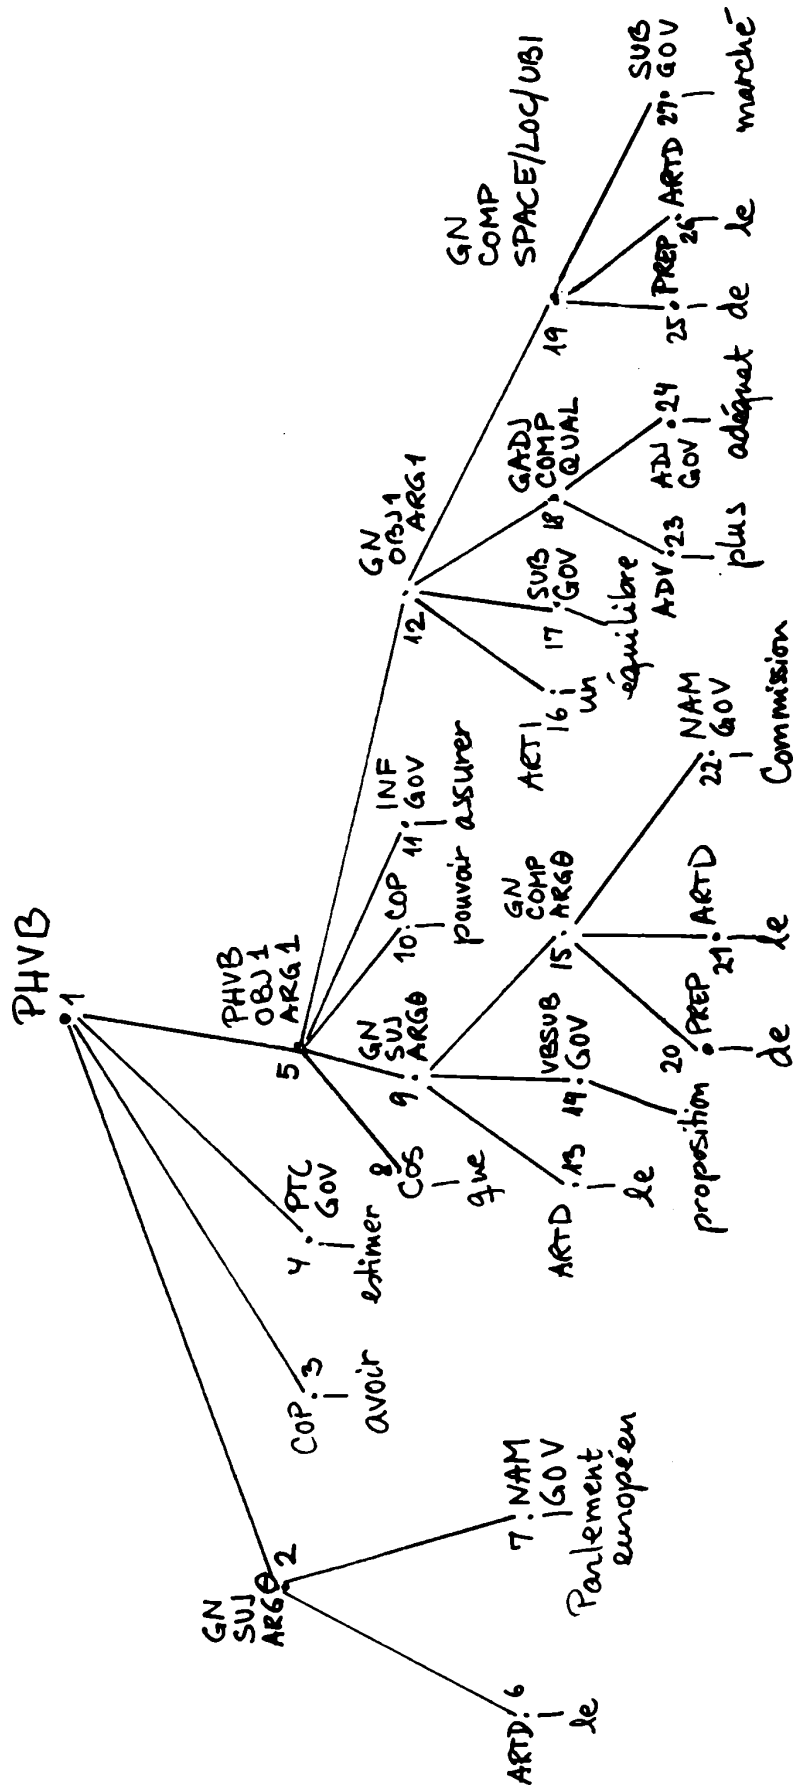 PHVB
1
GN
SUJ
ARG0 2
COP 3
avoir
4 PTC
GOV
estimer
PHVB
OBJ 1
ARG 1
5
ARTD 6
le
7 NAM
GOV
Parlement
européen
8
COS
que
GN
SUJ
ARG0
9
10 COP
pouvoir
INF
11 GOV
assurer
GN
OBJ1
ARG1
12
ARTD 13
le
VBSUB
14 GOV
proposition
GN
COMP
ARG0
15
20 PREP
de
21 ARTD
le
NAM
22 GOV
Commission
ARTI
16
un
SUB
17 GOV
équilibre
GADJ
COMP
18 QUAL
ADV 23
plus
ADJ 24
GOV
adéquat
GN
COMP
SPACE/LOC/UBI
19
25 PREP
de
26 ARTD
le
SUB
27 GOV
marché